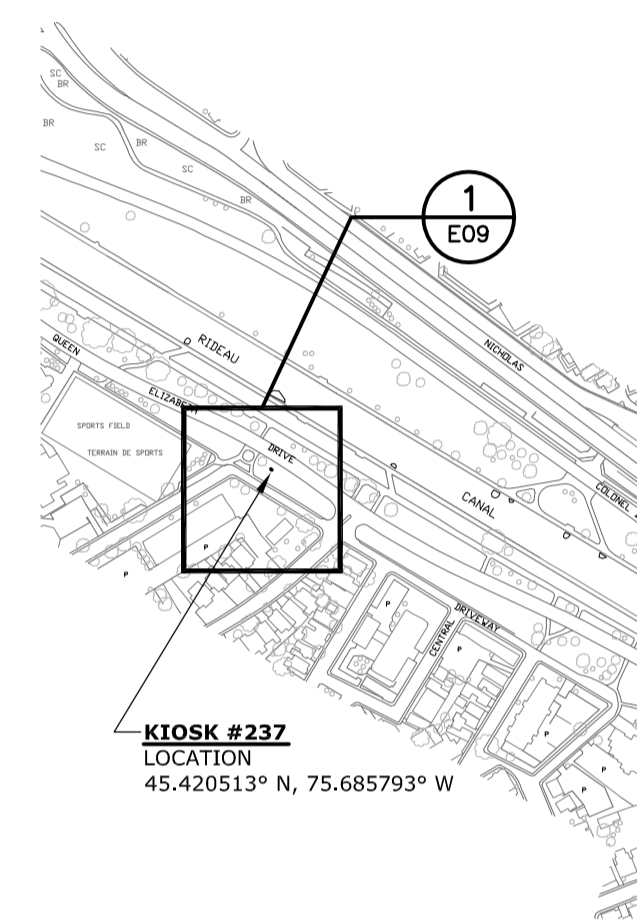 SC
BR
BR
SC
BR
SC
BR
1
E09
RIDEAU
NICHOLAS
QUEEN
ELIZABETH
SPORTS FIELD
DRIVE
TERRAIN DE SPORTS
COLONEL
CANAL
P
P
P
DRIVEWAY
CENTRAL
P
P
P
P
KIOSK #237
LOCATION
45.420513° N, 75.685793° W